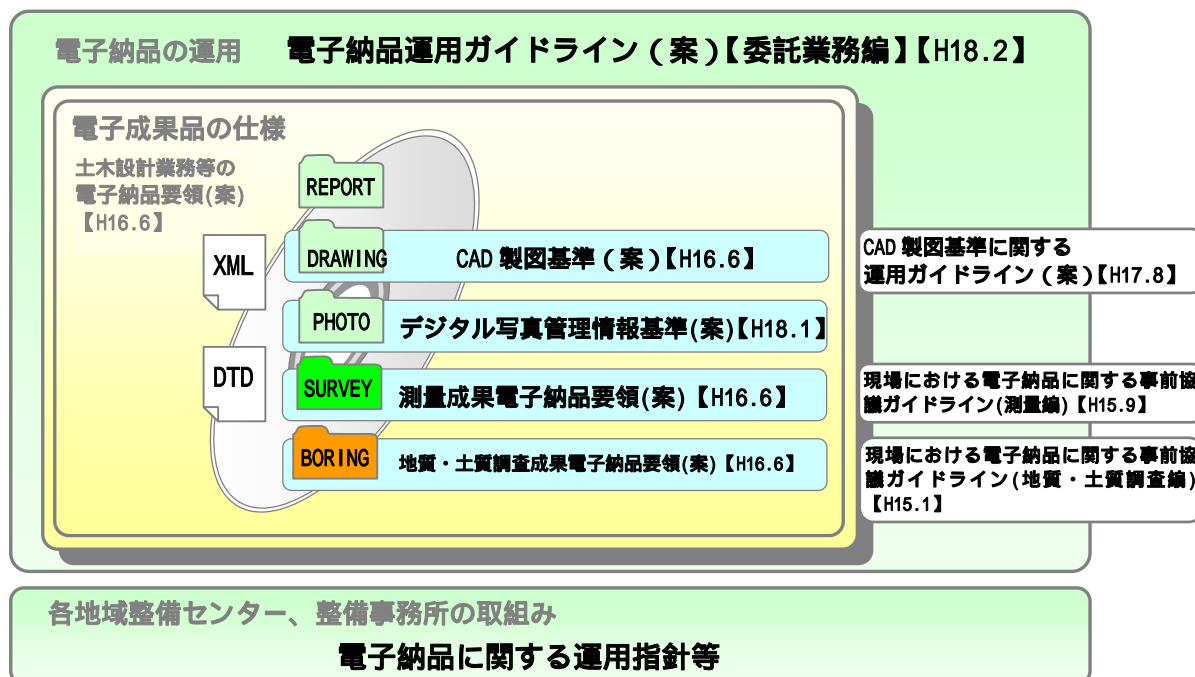 電子納品の運用 電子納品運用ガイドライン（案）【委託業務編】【H18.2】
電子成果品の仕様
土木設計業務等の
電子納品要領(案)
【H16.6】
REPORT
XML
DRAWING CAD 製図基準（案）【H16.6】
CAD 製図基準に関する
運用ガイドライン（案）【H17.8】
PHOTO デジタル写真管理情報基準(案)【H18.1】
DTD
SURVEY 測量成果電子納品要領(案)【H16.6】
現場における電子納品に関する事前協
議ガイドライン(測量編)【H15.9】
BORING 地質・土質調査成果電子納品要領(案)【H16.6】
現場における電子納品に関する事前協
議ガイドライン(地質・土質調査編)
【H15.1】
各地域整備センター、整備事務所の取組み
電子納品に関する運用指針等